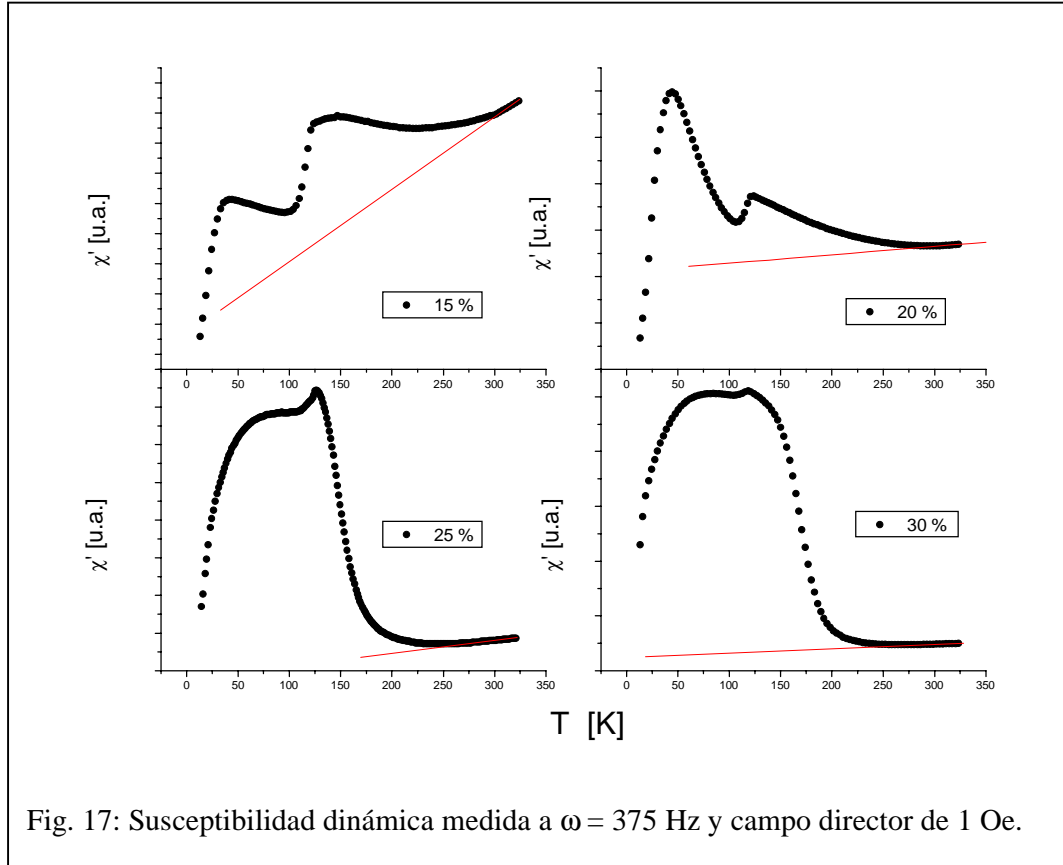 χ' [u.a.]
15 %
χ' [u.a.]
20 %
0 50 100 150 200 250 300 350
0 50 100 150 200 250 300 350
χ' [u.a.]
25 %
χ' [u.a.]
30 %
0 50 100 150 200 250 300 350
0 50 100 150 200 250 300 350
T [K]
Fig. 17: Susceptibilidad dinámica medida a ω = 375 Hz y campo director de 1 Oe.